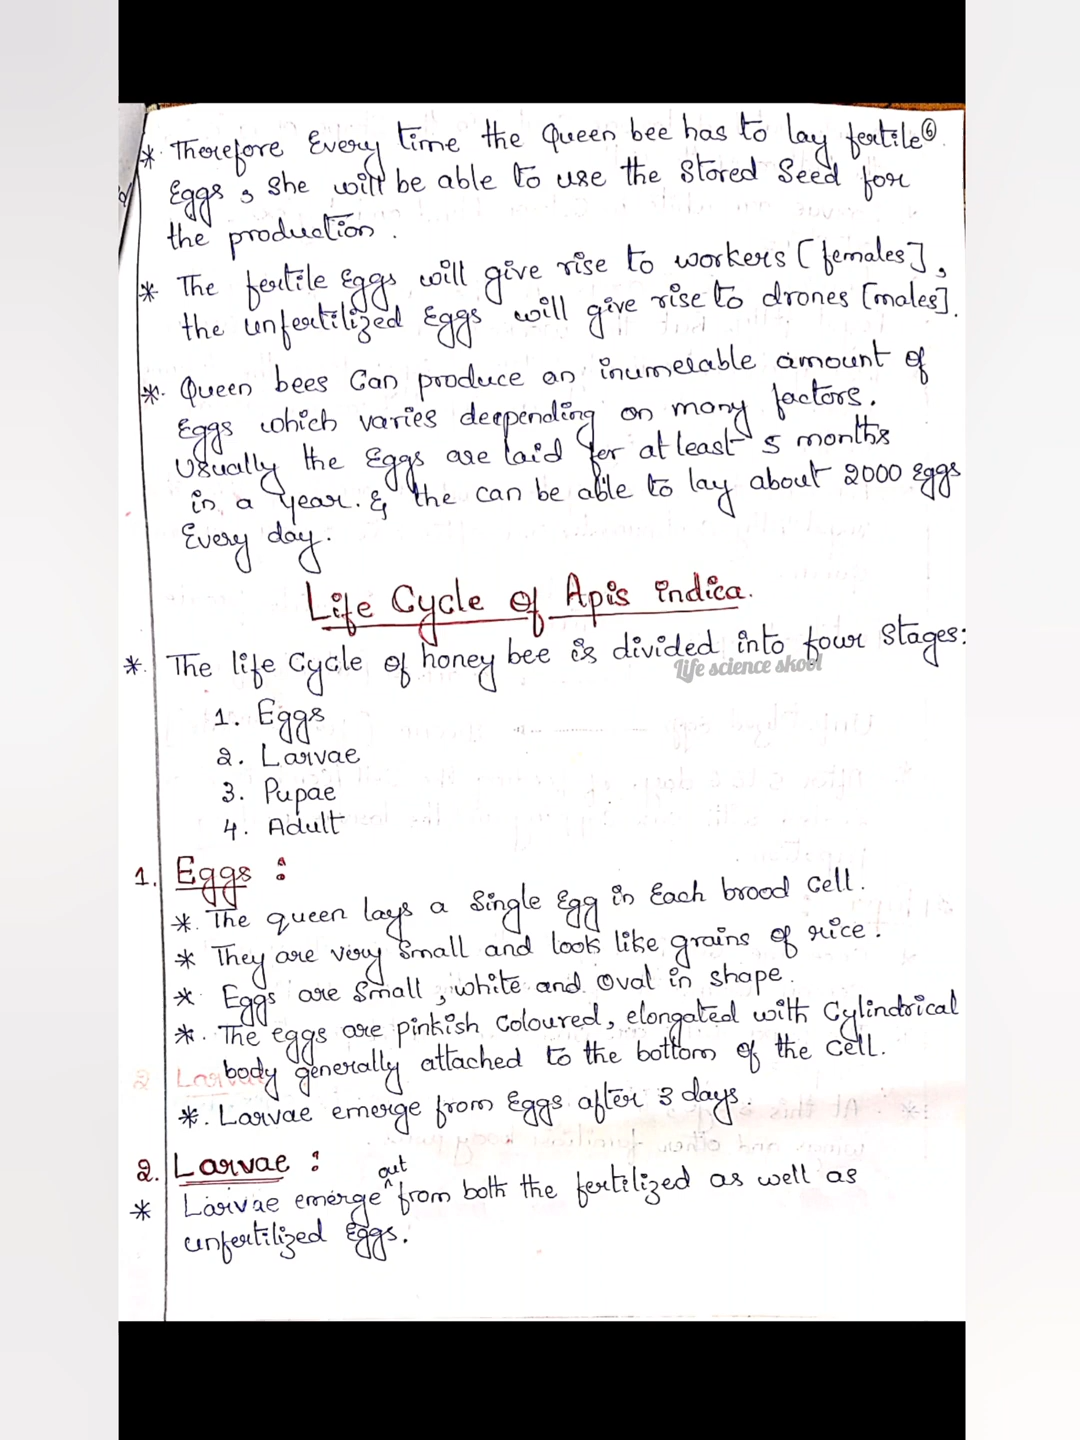 * Therefore Every time the Queen bee has to lay fertile ⑥
Eggs, She will be able to use the stored Seed for
the production.
* The fertile Eggs will give rise to workers [females],
the unfertilized Eggs will give rise to drones [males].
*. Queen bees Can produce an inumerable amount of
Eggs which varies deepending on many factors.
Usually the Eggs are laid for at least 5 months
in a year. & the can be able to lay about 2000 eggs
Every day.
Life Cycle of Apis indica.
*. The life Cycle of honey bee is divided into four Stages:
Life science skool
1. Eggs
2. Larvae
3. Pupae
4. Adult
1. Eggs :
*. The queen lays a Single Egg in Each brood cell.
* They are very Small and look like grains of rice.
* Eggs are Small, white and Oval in shape.
*. The eggs are pinkish Coloured, elongated with Cylindrical
body generally attached to the bottom of the cell.
*. Larvae emerge from Eggs after 3 days.
2. Larvae :
* Larvae emerge out from both the fertilized as well as
unfertilized Eggs.